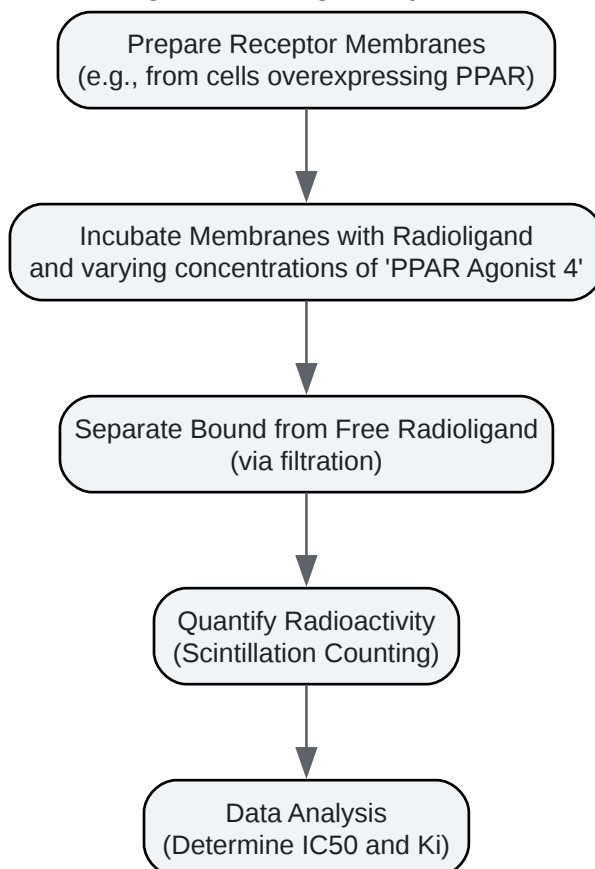 Prepare Receptor Membranes
(e.g., from cells overexpressing PPAR)
Incubate Membranes with Radioligand
and varying concentrations of 'PPAR Agonist 4'
Separate Bound from Free Radioligand
(via filtration)
Quantify Radioactivity
(Scintillation Counting)
Data Analysis
(Determine IC50 and Ki)